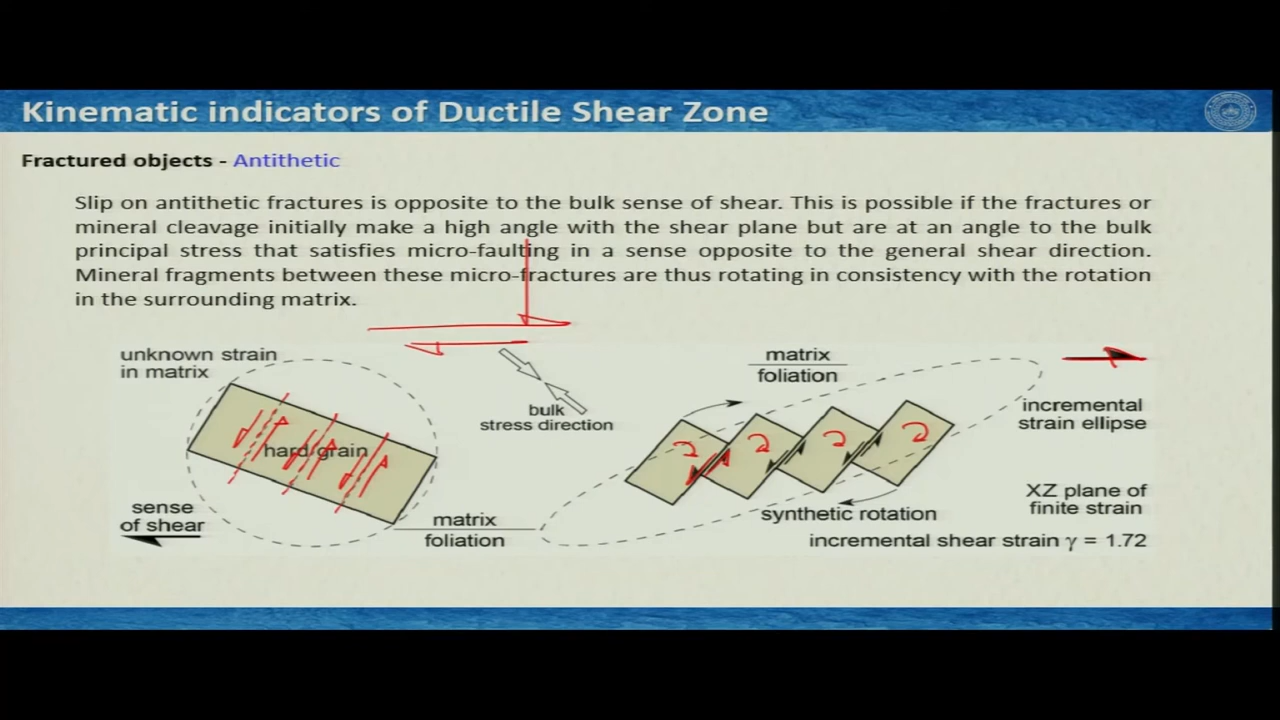 Kinematic indicators of Ductile Shear Zone
Fractured objects - Antithetic
Slip on antithetic fractures is opposite to the bulk sense of shear. This is possible if the fractures or
mineral cleavage initially make a high angle with the shear plane but are at an angle to the bulk
principal stress that satisfies micro-faulting in a sense opposite to the general shear direction.
Mineral fragments between these micro-fractures are thus rotating in consistency with the rotation
in the surrounding matrix.
unknown strain
in matrix
hard grain
sense
of shear
matrix
foliation
bulk
stress direction
matrix
foliation
incremental
strain ellipse
XZ plane of
finite strain
synthetic rotation
incremental shear strain γ = 1.72